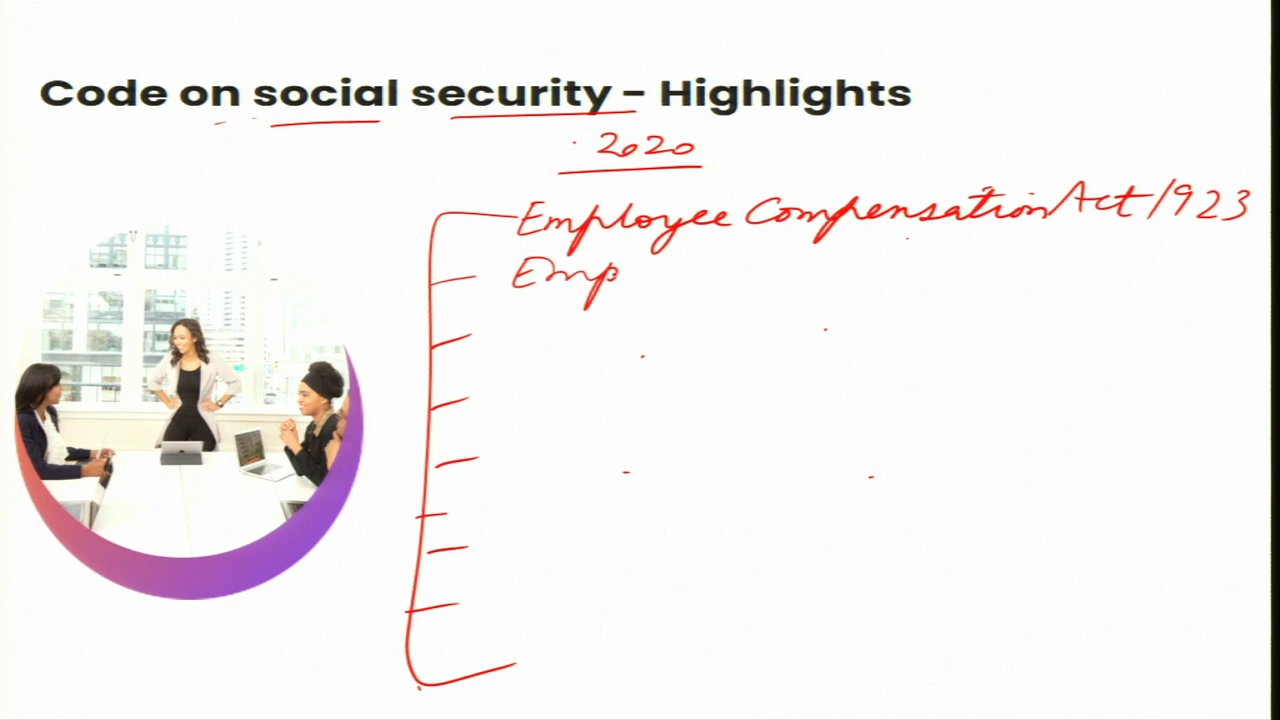 Code on social security - Highlights
2020
Employee Compensation Act 1923
Emp